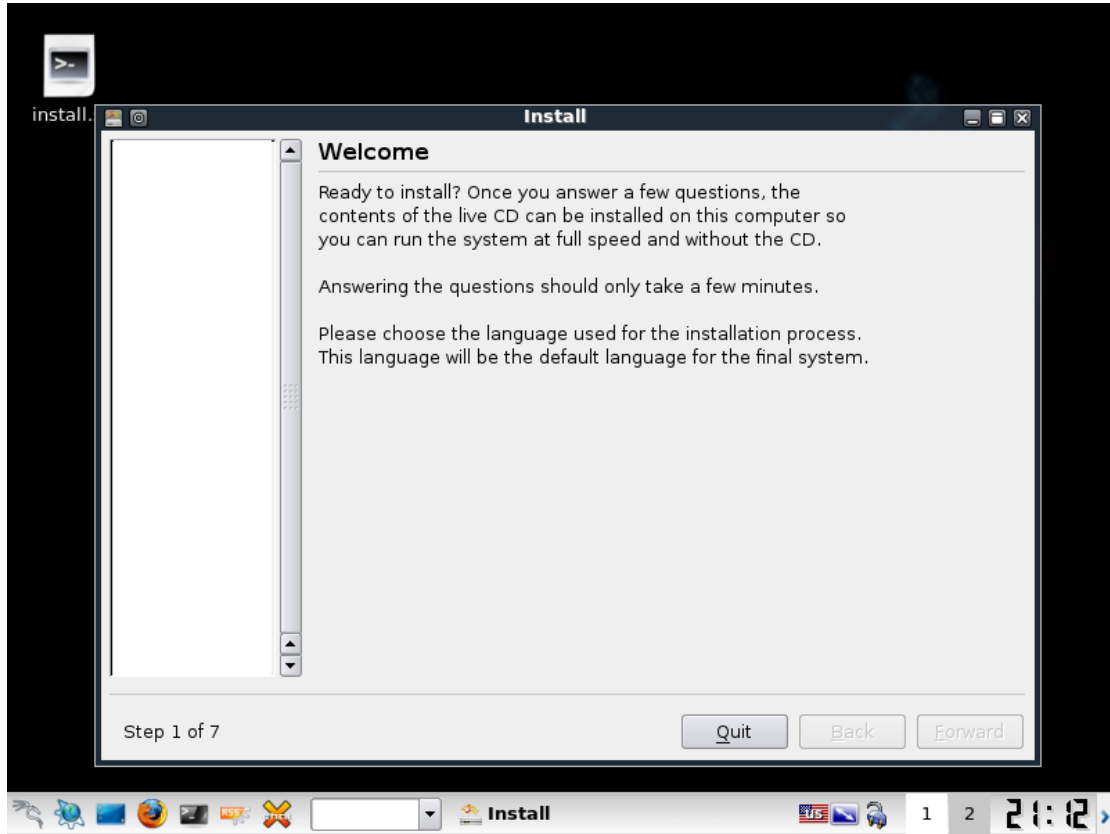 install.
Install
Welcome
Ready to install? Once you answer a few questions, the
contents of the live CD can be installed on this computer so
you can run the system at full speed and without the CD.
Answering the questions should only take a few minutes.
Please choose the language used for the installation process.
This language will be the default language for the final system.
Step 1 of 7
Quit
Back
Forward
RSS
Install
us
1
2
21:12